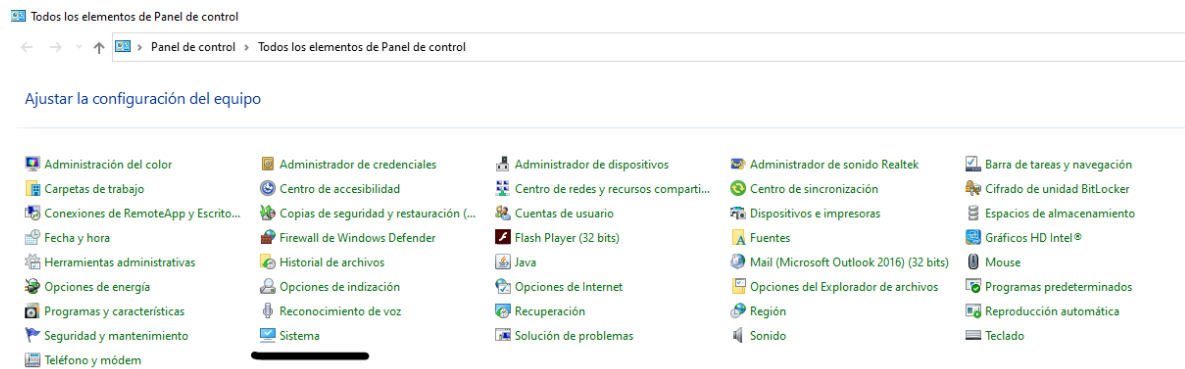 Todos los elementos de Panel de control
Panel de control › Todos los elementos de Panel de control
Ajustar la configuración del equipo
Administración del color Administrador de credenciales Administrador de dispositivos Administrador de sonido Realtek Barra de tareas y navegación
Carpetas de trabajo Centro de accesibilidad Centro de redes y recursos comparti... Centro de sincronización Cifrado de unidad BitLocker
Conexiones de RemoteApp y Escrito... Copias de seguridad y restauración (... Cuentas de usuario Dispositivos e impresoras Espacios de almacenamiento
Fecha y hora Firewall de Windows Defender Flash Player (32 bits) Fuentes Gráficos HD Intel®
Herramientas administrativas Historial de archivos Java Mail (Microsoft Outlook 2016) (32 bits) Mouse
Opciones de energía Opciones de indización Opciones de Internet Opciones del Explorador de archivos Programas predeterminados
Programas y características Reconocimiento de voz Recuperación Región Reproducción automática
Seguridad y mantenimiento Sistema Solución de problemas Sonido Teclado
Teléfono y módem